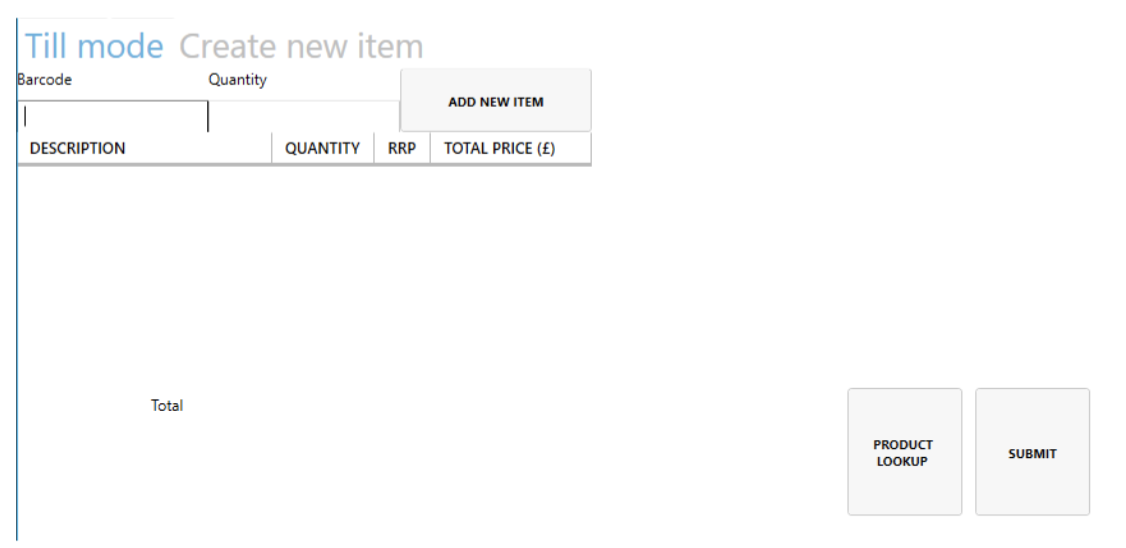 Till mode Create new item
Barcode Quantity
ADD NEW ITEM
DESCRIPTION QUANTITY RRP TOTAL PRICE (£)
Total
PRODUCT
LOOKUP
SUBMIT